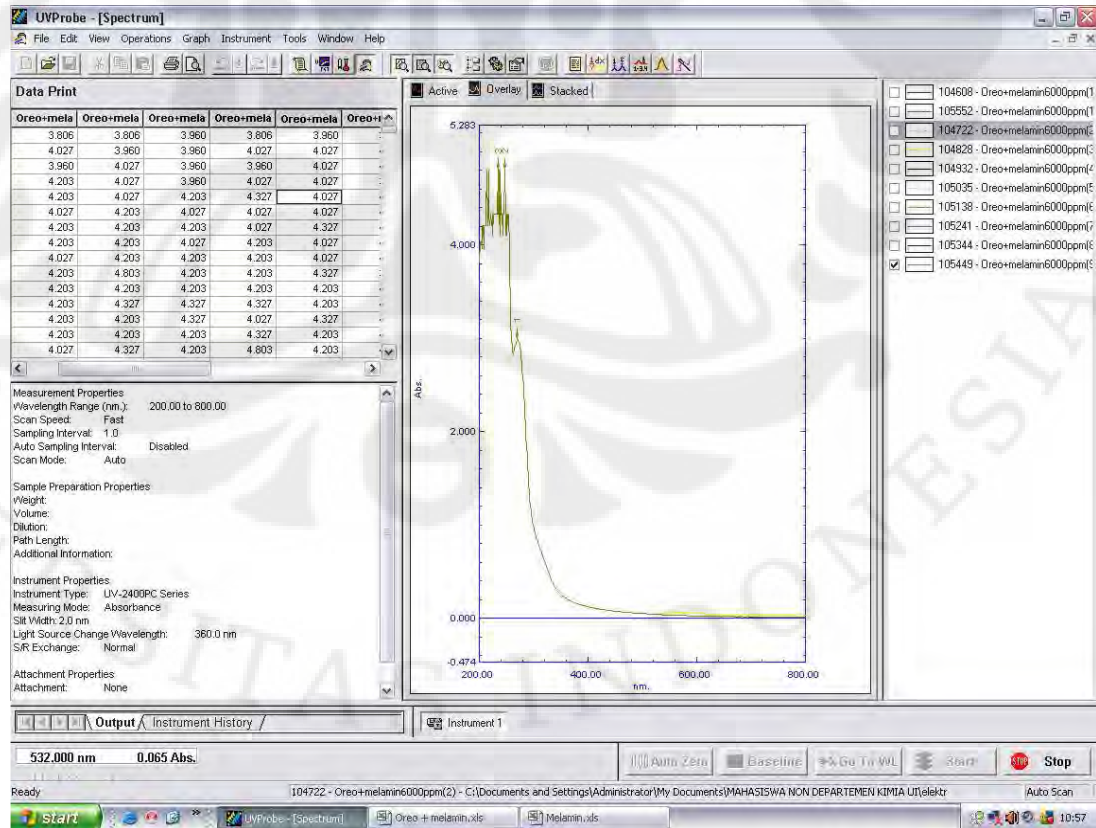 UVProbe - [Spectrum]
File Edit View Operations Graph Instrument Tools Window Help
Data Print
Oreo+mela Oreo+mela Oreo+mela Oreo+mela Oreo+mela
3.806 3.806 3.960 3.806 3.960
4.027 3.960 4.027 4.027 4.027
3.960 4.027 3.960 3.960 4.027
4.203 4.027 3.960 4.027 4.027
4.203 4.027 4.203 4.327 4.027
4.027 4.203 4.027 4.027 4.027
4.203 4.203 4.203 4.027 4.327
4.203 4.203 4.027 4.203 4.203
4.027 4.203 4.203 4.203 4.203
4.203 4.803 4.203 4.203 4.327
4.203 4.203 4.203 4.203 4.203
4.203 4.327 4.327 4.203 4.327
4.203 4.327 4.327 4.027 4.327
4.203 4.203 4.203 4.327 4.203
4.027 4.327 4.203 4.803 4.203
Measurement Properties
Wavelength Range (nm.): 200.00 to 800.00
Scan Speed: Fast
Sampling Interval: 1.0
Auto Sampling Interval: Disabled
Scan Mode: Auto
Sample Preparation Properties
Weight:
Volume:
Dilution:
Path Length:
Additional Information:
Instrument Properties
Instrument Type: UV-2400PC Series
Measuring Mode: Absorbance
Slit Width: 2.0 nm
Light Source Change Wavelength: 360.0 nm
S/R Exchange: Normal
Attachment Properties
Attachment: None
Output Instrument History
Active Overlay Stacked
5.283
3 2
4.000
1
Abs.
2.000
0.000
-0.474
200.00 400.00 600.00 800.00
nm.
Instrument 1
104608 - Oreo+melamin6000ppm(1
105552 - Oreo+melamin6000ppm(1
104722 - Oreo+melamin6000ppm(2
104828 - Oreo+melamin6000ppm(3
104932 - Oreo+melamin6000ppm(4
105035 - Oreo+melamin6000ppm(5
105138 - Oreo+melamin6000ppm(6
105241 - Oreo+melamin6000ppm(7
105344 - Oreo+melamin6000ppm(8
105449 - Oreo+melamin6000ppm(9
532.000 nm 0.065 Abs.
Auto Zero Baseline Go To WL Start Stop
Ready 104722 - Oreo+melamin6000ppm(2) - C:\Documents and Settings\Administrator\My Documents\MAHASISWA NON DEPARTEMEN KIMIA UI\elektr Auto Scan
start UVProbe - [Spectrum] Oreo + melamin.xls Melamin.xls 10:57
UNIVERSITAS INDONESIA